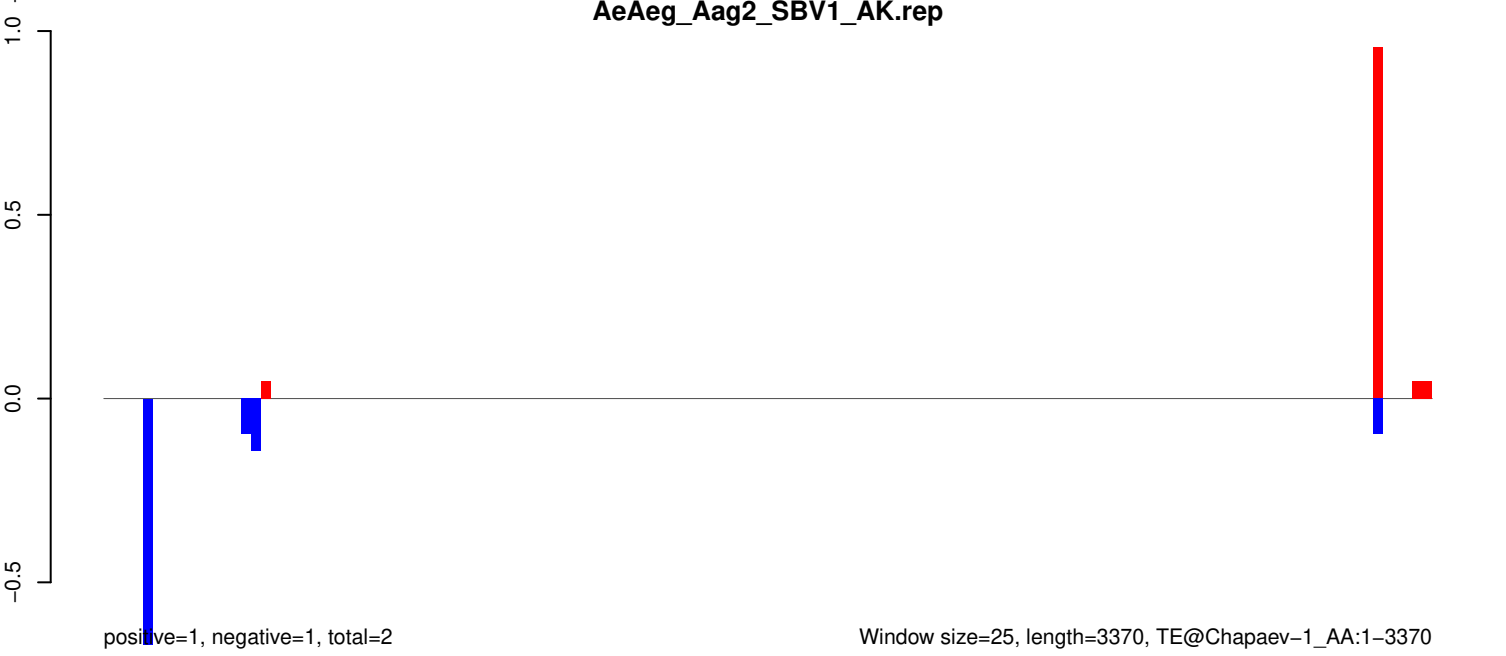 AeAeg_Aag2_SBV1_AK.rep
1.0
0.5
0.0
−0.5
positive=1, negative=1, total=2
Window size=25, length=3370, TE@Chapaev−1_AA:1−3370